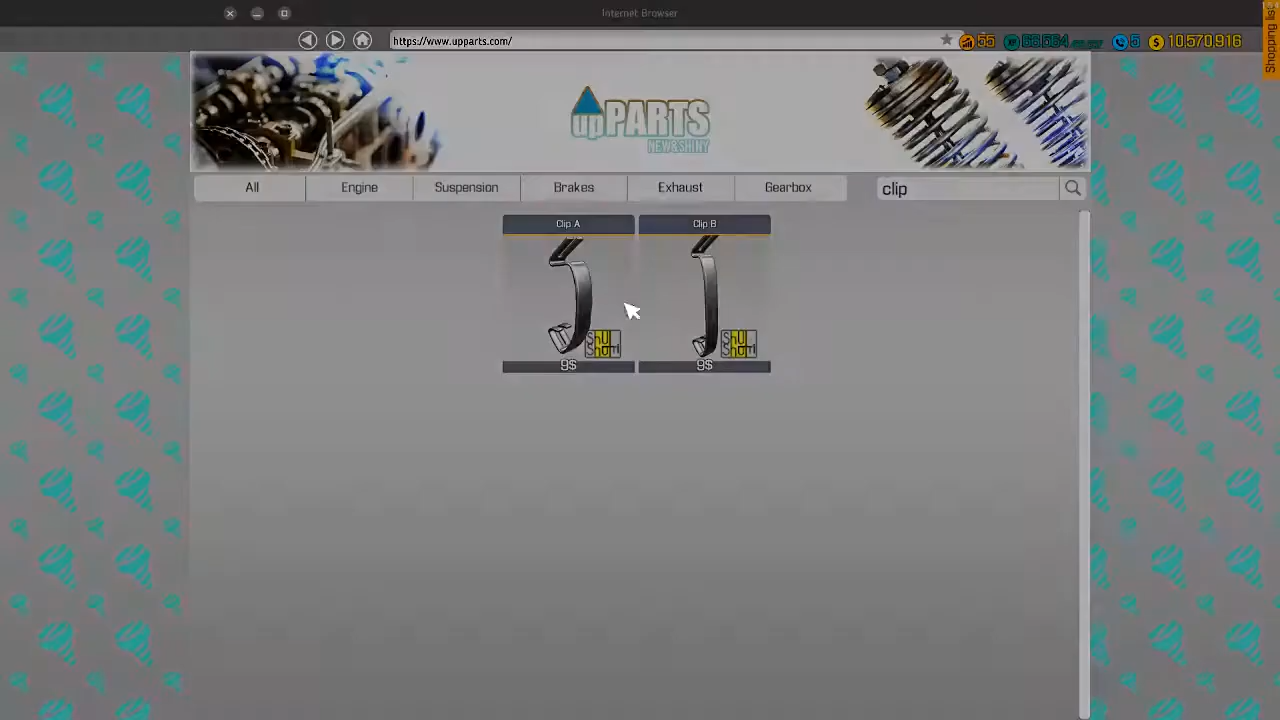 Internet Browser
https://www.upparts.com/
55
5
10,570,916
Shopping list
upPARTS
NEW&SHINY
All
Engine
Suspension
Brakes
Exhaust
Gearbox
clip
Clip A
Clip B
9$
9$